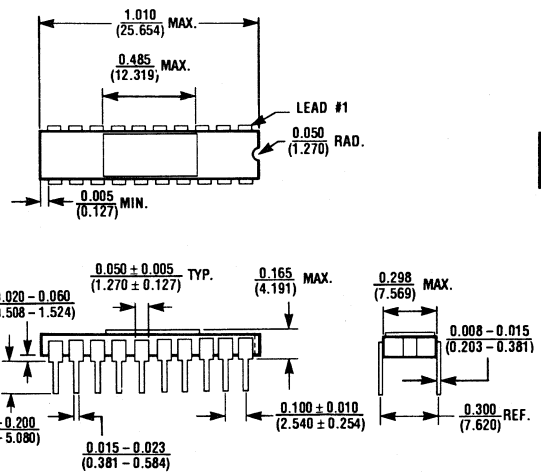 1.010
(25.654) MAX.
0.485
(12.319) MAX.
LEAD #1
0.050
(1.270) RAD.
0.005
(0.127) MIN.
0.050 ± 0.005
(1.270 ± 0.127) TYP.
0.165
(4.191) MAX.
0.298
(7.569) MAX.
.020 – 0.060
.508 – 1.524)
0.008 – 0.015
(0.203 – 0.381)
– 0.200
– 5.080)
0.015 – 0.023
(0.381 – 0.584)
0.100 ± 0.010
(2.540 ± 0.254)
0.300
(7.620) REF.